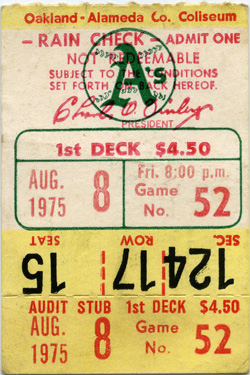 Oakland-Alameda Co. Coliseum
— RAIN CHECK — ADMIT ONE
NOT REDEEMABLE
SUBJECT TO THE CONDITIONS
SET FORTH ON BACK HEREOF.
A's
Charles O. Finley
PRESIDENT
1st DECK $4.50
AUG. 8 1975
Fri. 8:00 p.m.
Game No. 52
SEC. 124
ROW 17
SEAT 15
AUDIT STUB 1st DECK $4.50
AUG. 8 1975
Game No. 52